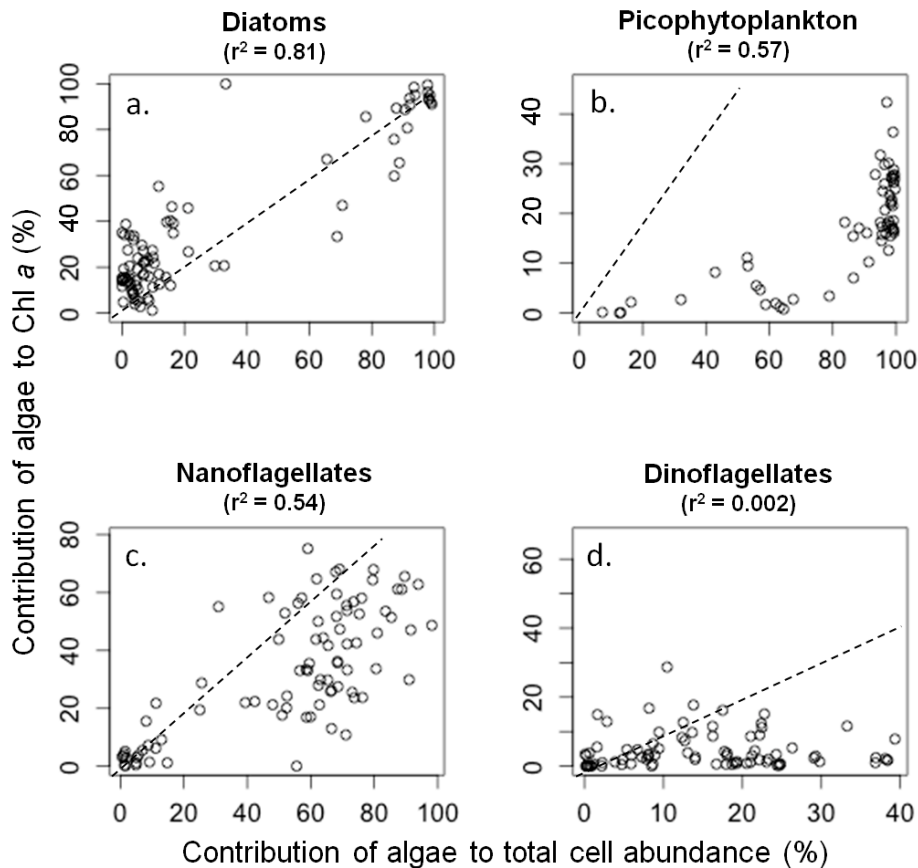 Diatoms
(r² = 0.81)
Picophytoplankton
(r² = 0.57)
a.
b.
0 20 40 60 80 100
0 20 40 60 80 100
0 10 20 30 40
0 20 40 60 80 100
Contribution of algae to Chl a (%)
Nanoflagellates
(r² = 0.54)
Dinoflagellates
(r² = 0.002)
c.
d.
0 20 40 60 80
0 20 40 60 80 100
0 20 40 60
0 10 20 30 40
Contribution of algae to total cell abundance (%)